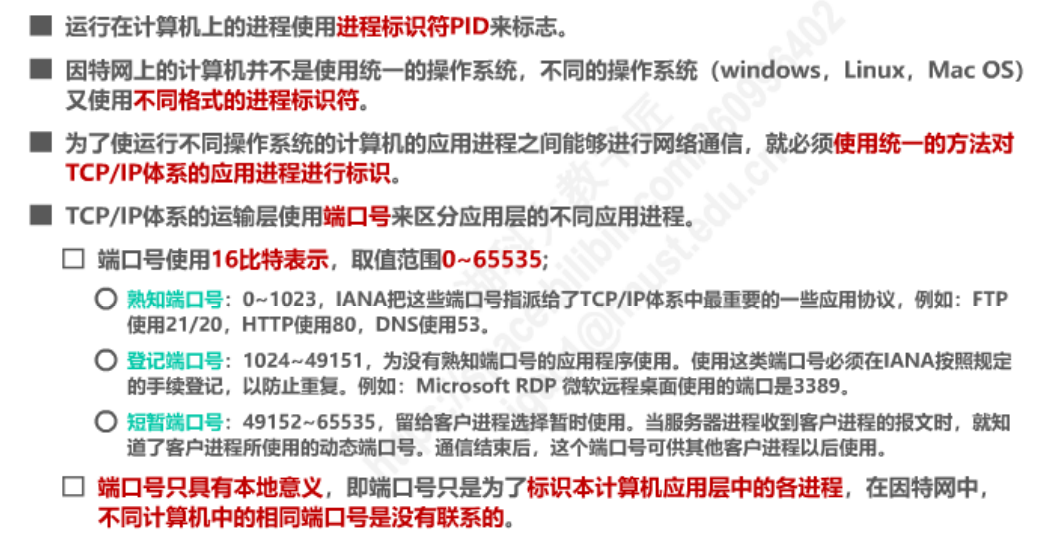 ■ 运行在计算机上的进程使用进程标识符PID来标志。
■ 因特网上的计算机并不是使用统一的操作系统，不同的操作系统（windows，Linux，Mac OS）
又使用不同格式的进程标识符。
■ 为了使运行不同操作系统的计算机的应用进程之间能够进行网络通信，就必须使用统一的方法对
TCP/IP体系的应用进程进行标识。
■ TCP/IP体系的运输层使用端口号来区分应用层的不同应用进程。
□ 端口号使用16比特表示，取值范围0~65535;
○ 熟知端口号：0~1023，IANA把这些端口号指派给了TCP/IP体系中最重要的一些应用协议，例如：FTP
使用21/20，HTTP使用80，DNS使用53。
○ 登记端口号：1024~49151，为没有熟知端口号的应用程序使用。使用这类端口号必须在IANA按照规定
的手续登记，以防止重复。例如：Microsoft RDP 微软远程桌面使用的端口是3389。
○ 短暂端口号：49152~65535，留给客户进程选择暂时使用。当服务器进程收到客户进程的报文时，就知
道了客户进程所使用的动态端口号。通信结束后，这个端口号可供其他客户进程以后使用。
□ 端口号只具有本地意义，即端口号只是为了标识本计算机应用层中的各进程，在因特网中，
不同计算机中的相同端口号是没有联系的。